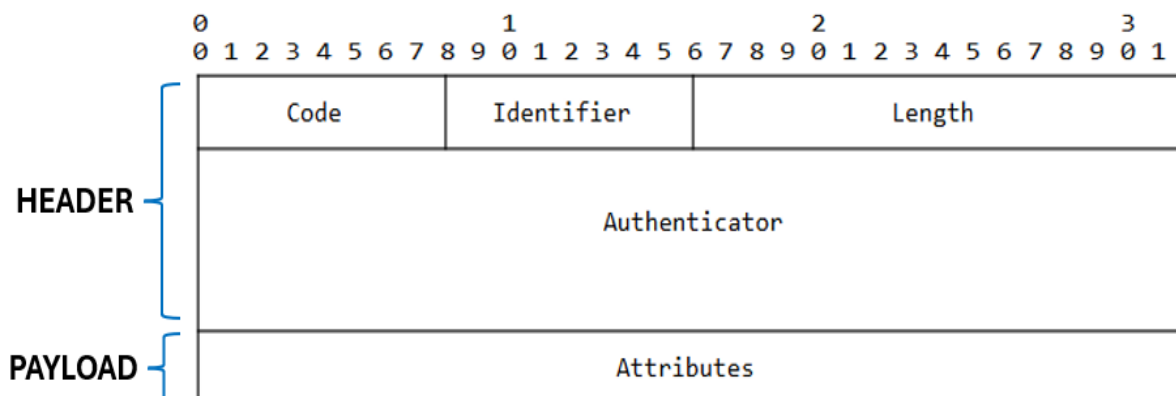 0 1 2 3
0 1 2 3 4 5 6 7 8 9 0 1 2 3 4 5 6 7 8 9 0 1 2 3 4 5 6 7 8 9 0 1
Code Identifier Length
HEADER
Authenticator
PAYLOAD
Attributes